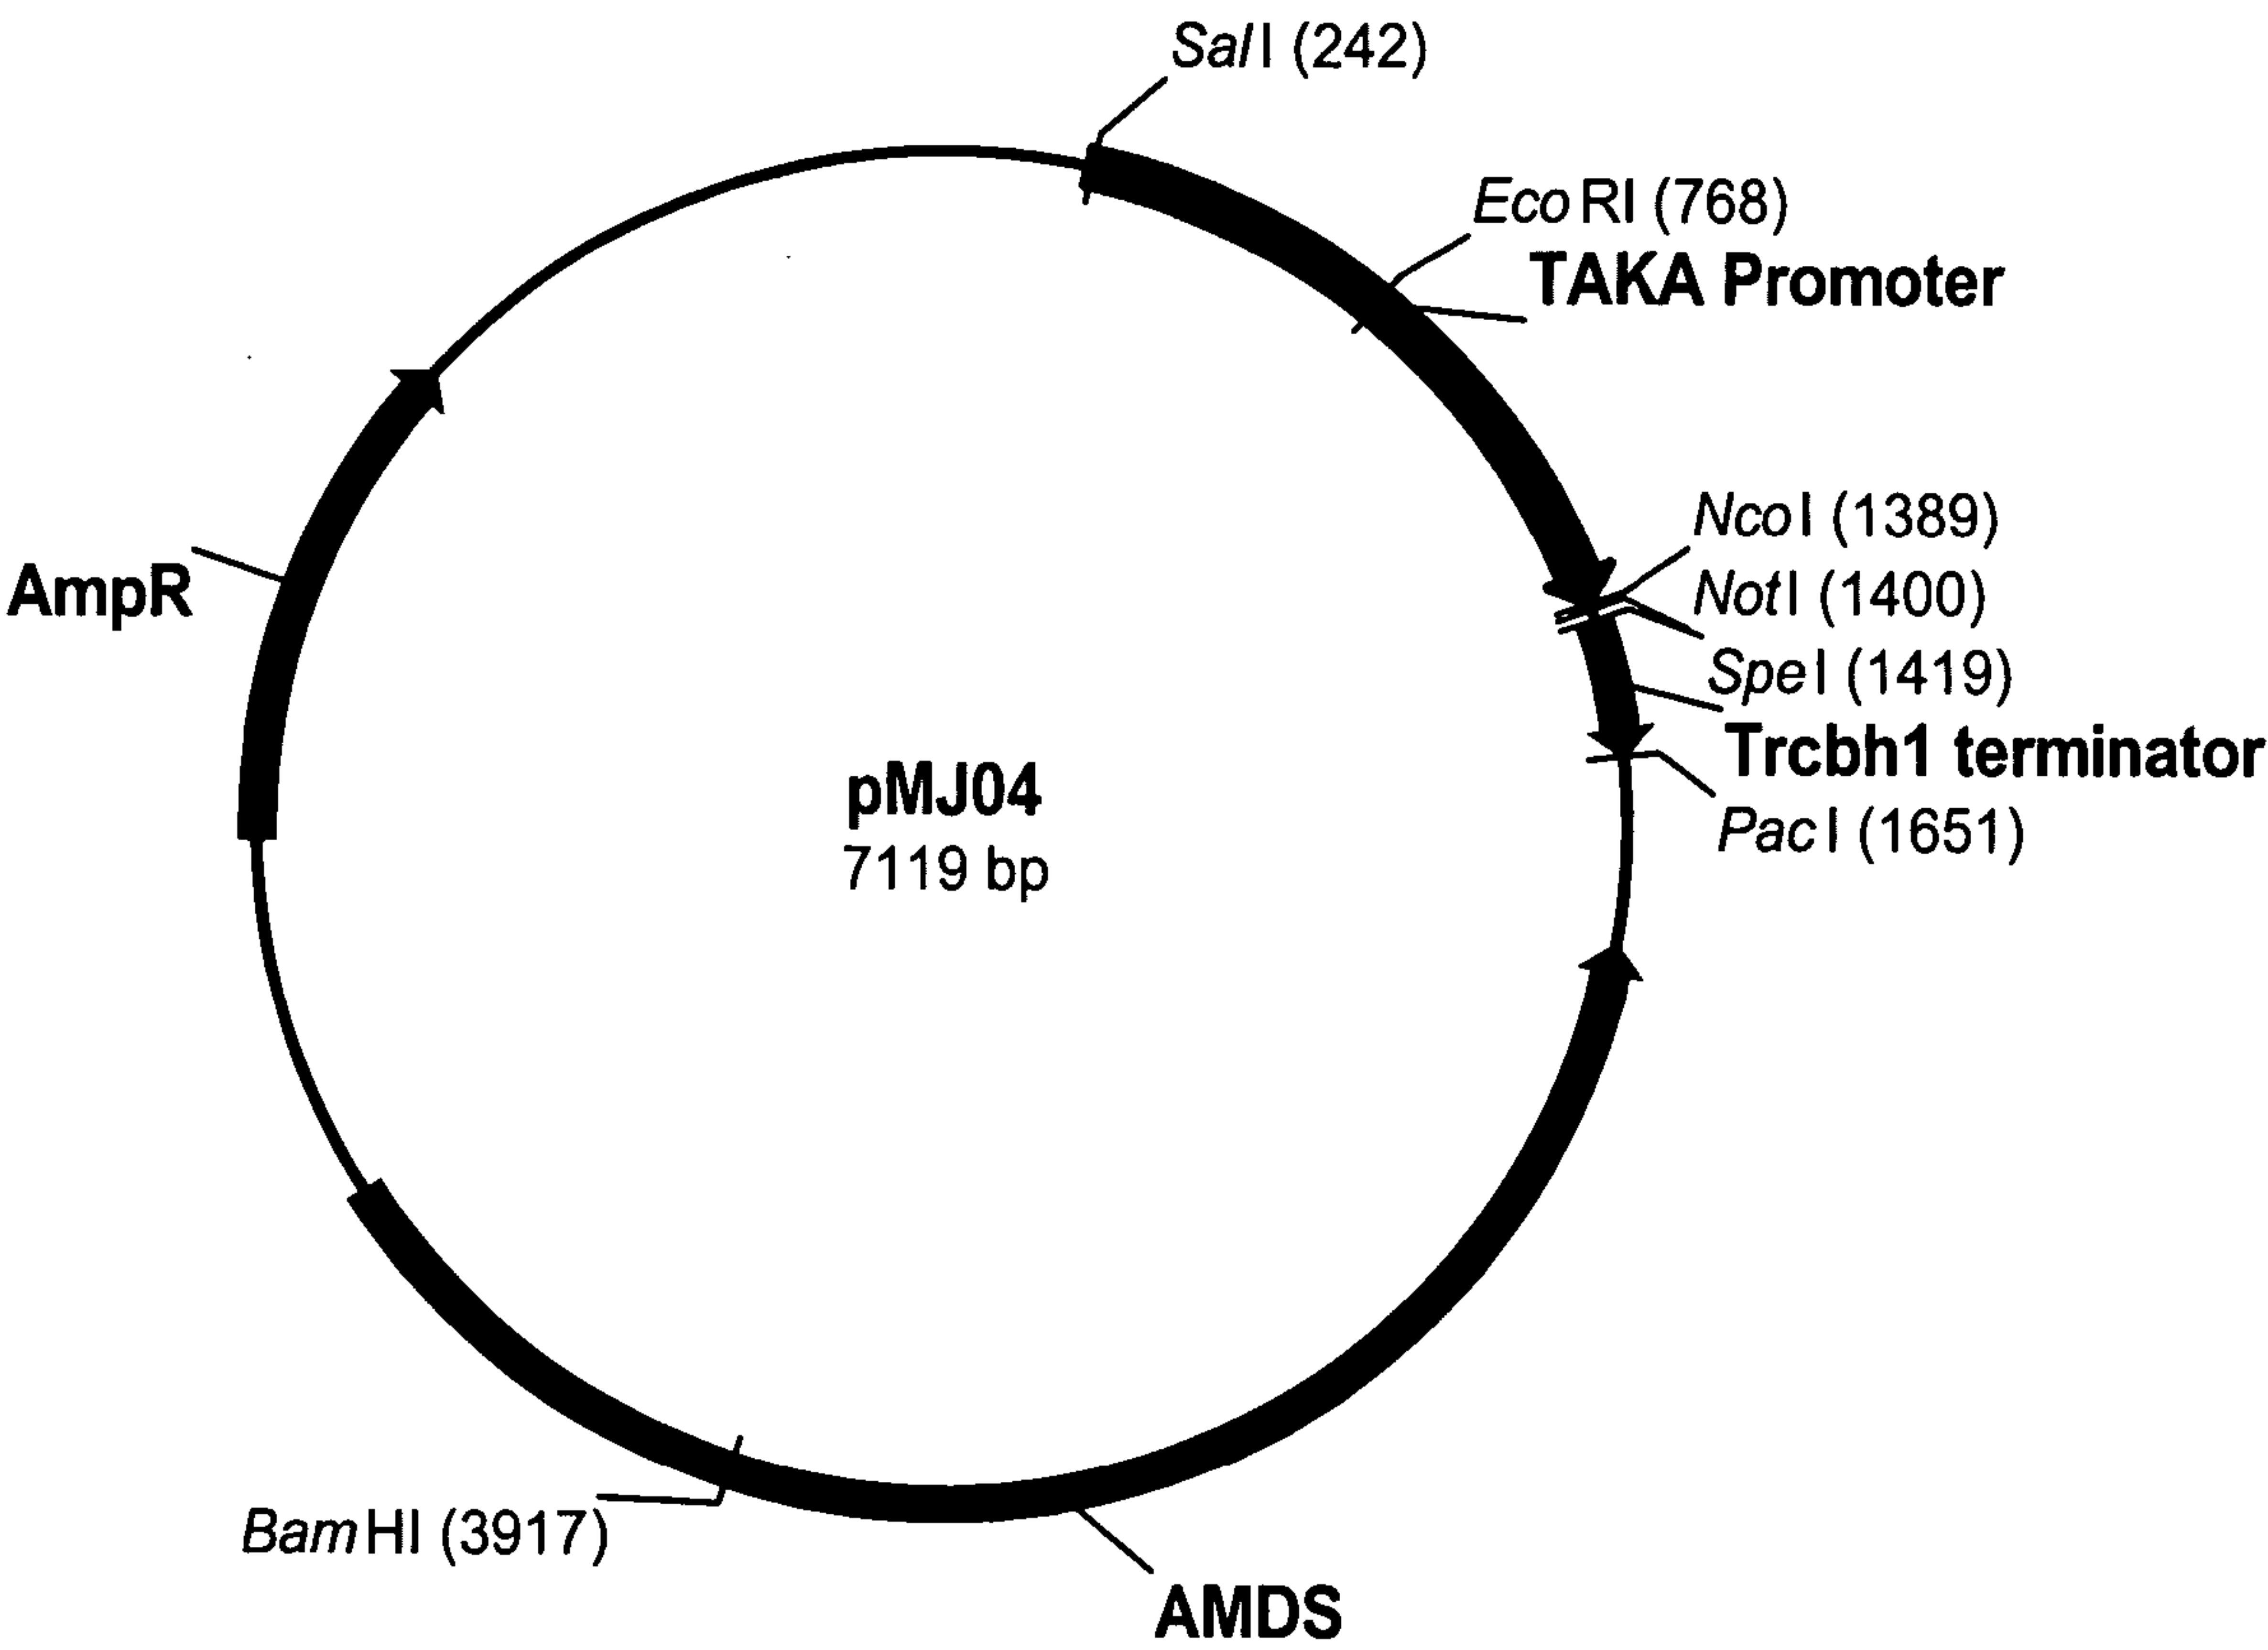 SalI (242)
EcoRI (768)
TAKA Promoter
NcoI (1389)
NotI (1400)
SpeI (1419)
Trcbh1 terminator
PacI (1651)
AmpR
pMJ04
7119 bp
BamHI (3917)
AMDS